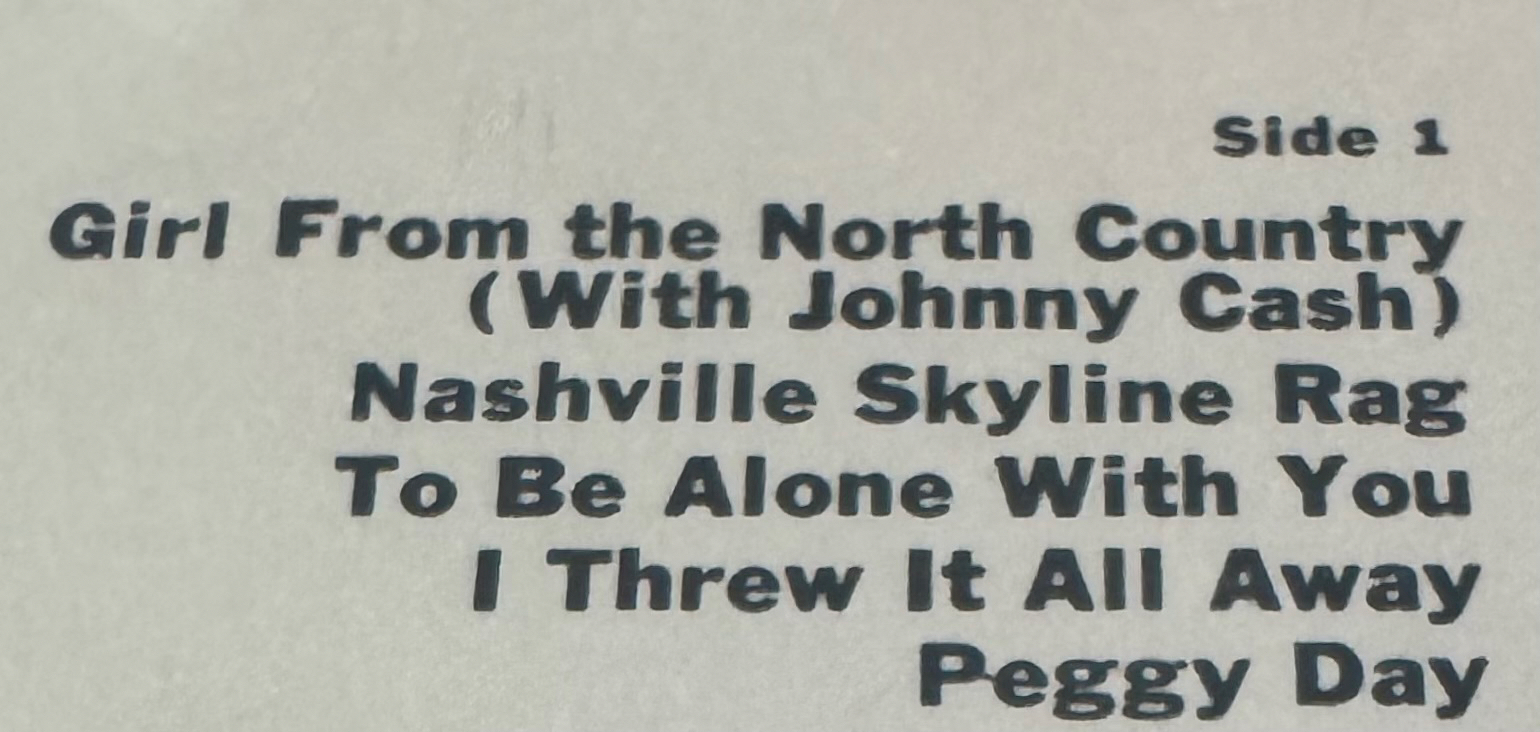 Side 1
Girl From the North Country
(With Johnny Cash)
Nashville Skyline Rag
To Be Alone With You
I Threw It All Away
Peggy Day